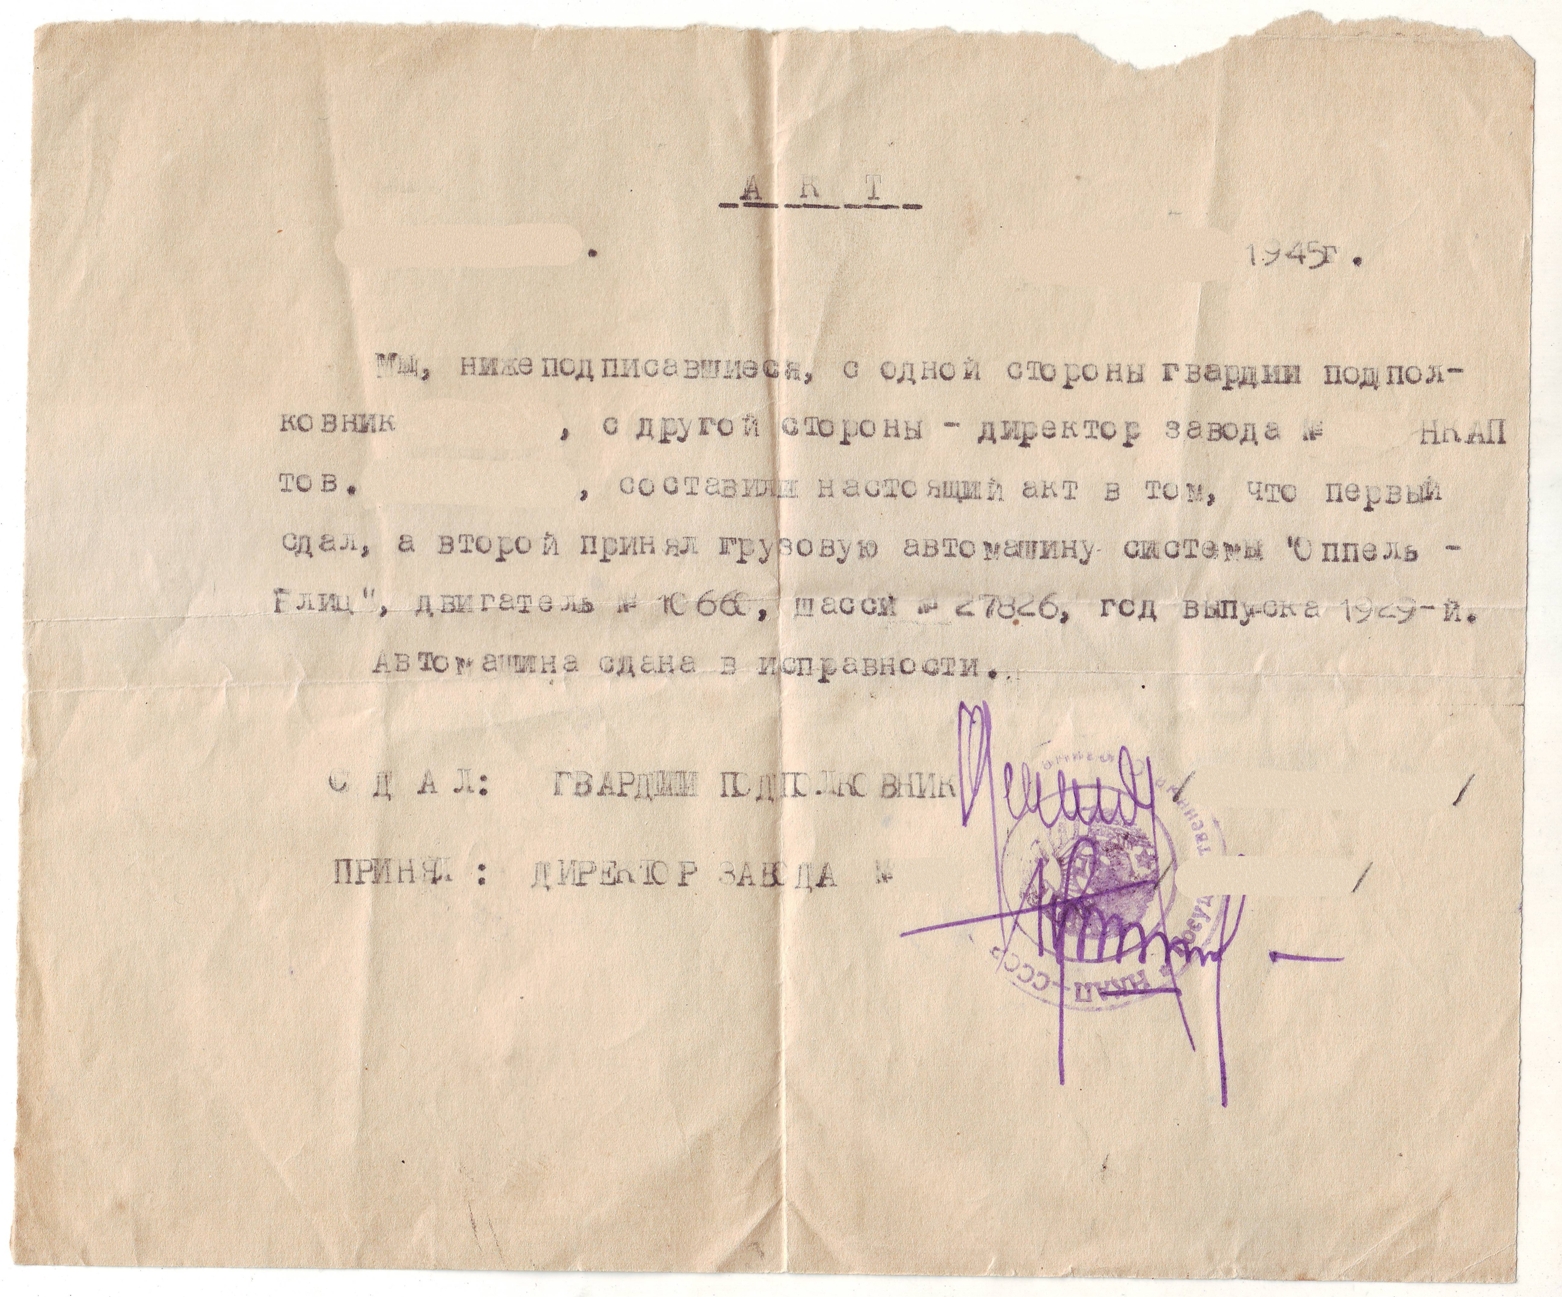 А К Т
. 1945г.
Мы, нижеподписавшиеся, с одной стороны гвардии подпол-
ковник , с другой стороны - директор завода № НКАП
тов. , составили настоящий акт в том, что первый
сдал, а второй принял грузовую автомашину системы "Оппель -
Блиц", двигатель № 10660, шасси № 27826, год выпуска 1929-й.
Автомашина сдана в исправности.
С Д А Л: ГВАРДИИ ПОДПОЛКОВНИК / /
ПРИНЯЛ: ДИРЕКТОР ЗАВОДА № /
НКАП-СССР